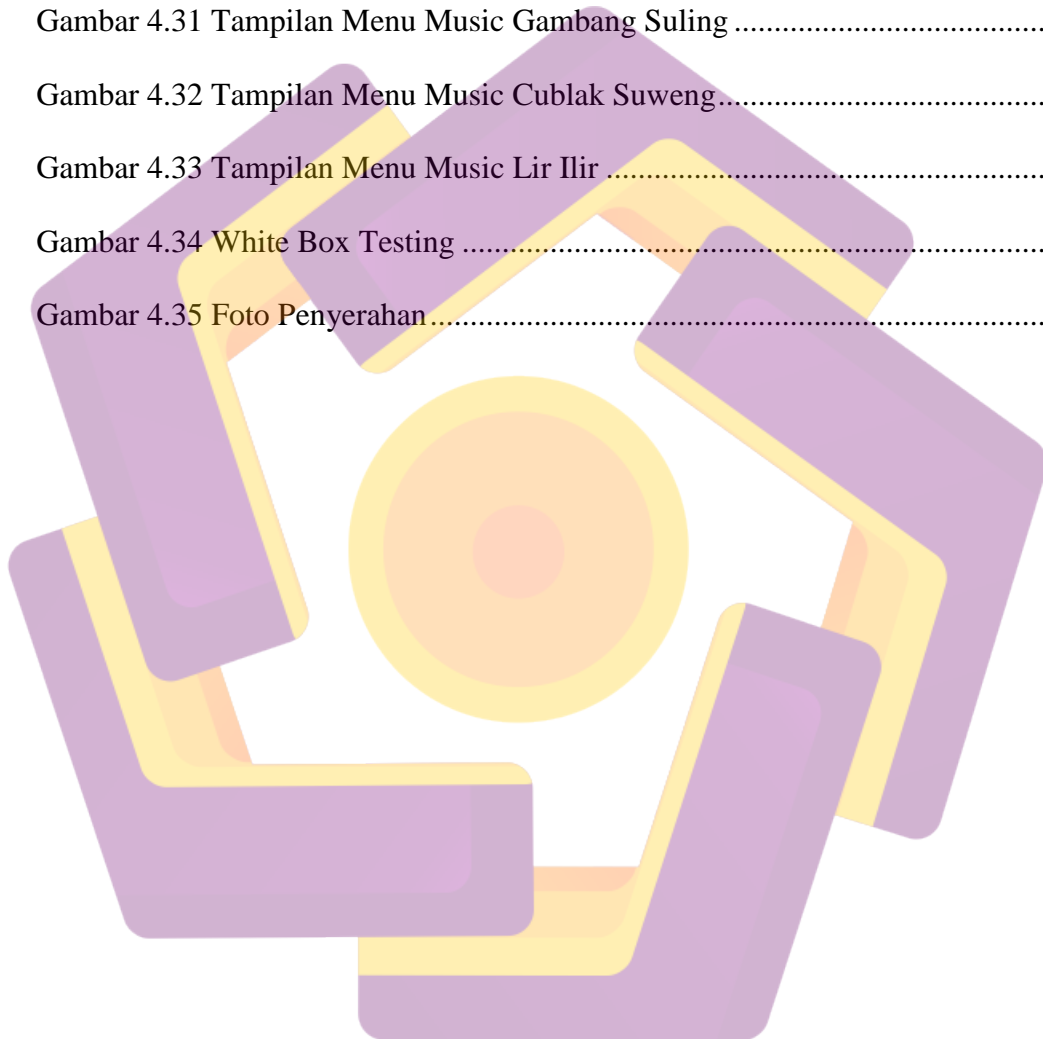 Gambar 4.31 Tampilan Menu Music Gambang Suling ....................................
Gambar 4.32 Tampilan Menu Music Cublak Suweng......................................
Gambar 4.33 Tampilan Menu Music Lir Ilir ....................................................
Gambar 4.34 White Box Testing ......................................................................
Gambar 4.35 Foto Penyerahan..........................................................................